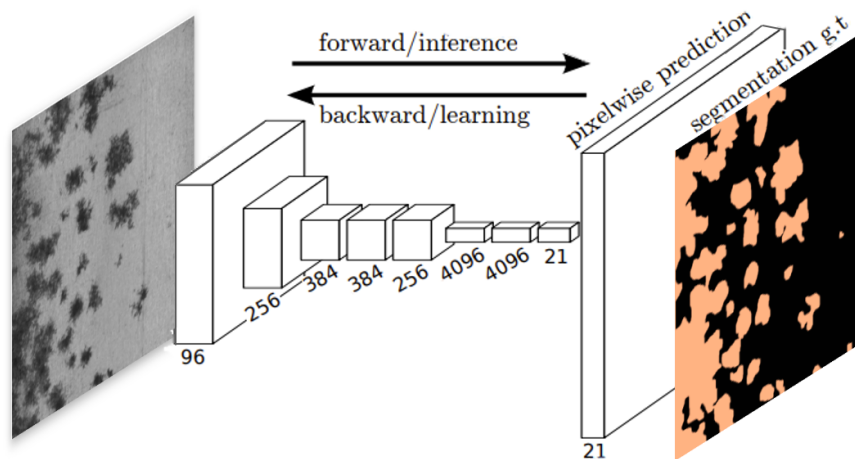 forward/inference
backward/learning
pixelwise prediction
segmentation g.t
96
256
384
384
256
4096
4096
21
21